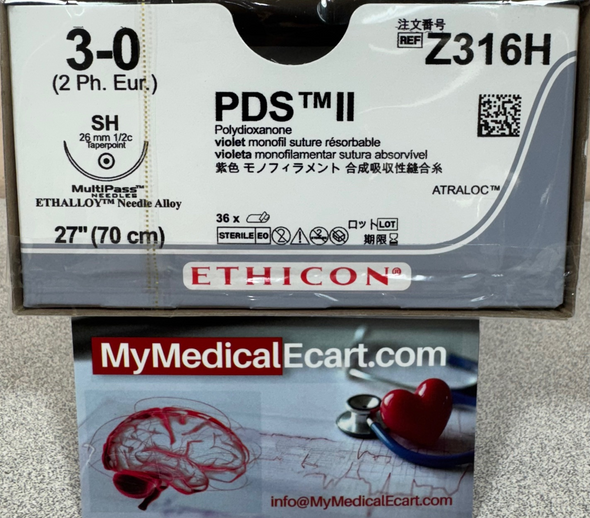 3-0
(2 Ph. Eur.)
SH
26 mm 1/2c
Taperpoint
MultiPass™
NEEDLES
ETHALLOY™ Needle Alloy
27" (70 cm)
注文番号
REF Z316H
PDS™II
Polydioxanone
violet monofil suture résorbable
violeta monofilamentar sutura absorvível
紫色 モノフィラメント 合成吸収性縫合糸
ATRALOC™
36 x
STERILE EO
ロット LOT
期限
ETHICON®
MyMedicalEcart.com
info@MyMedicalEcart.com